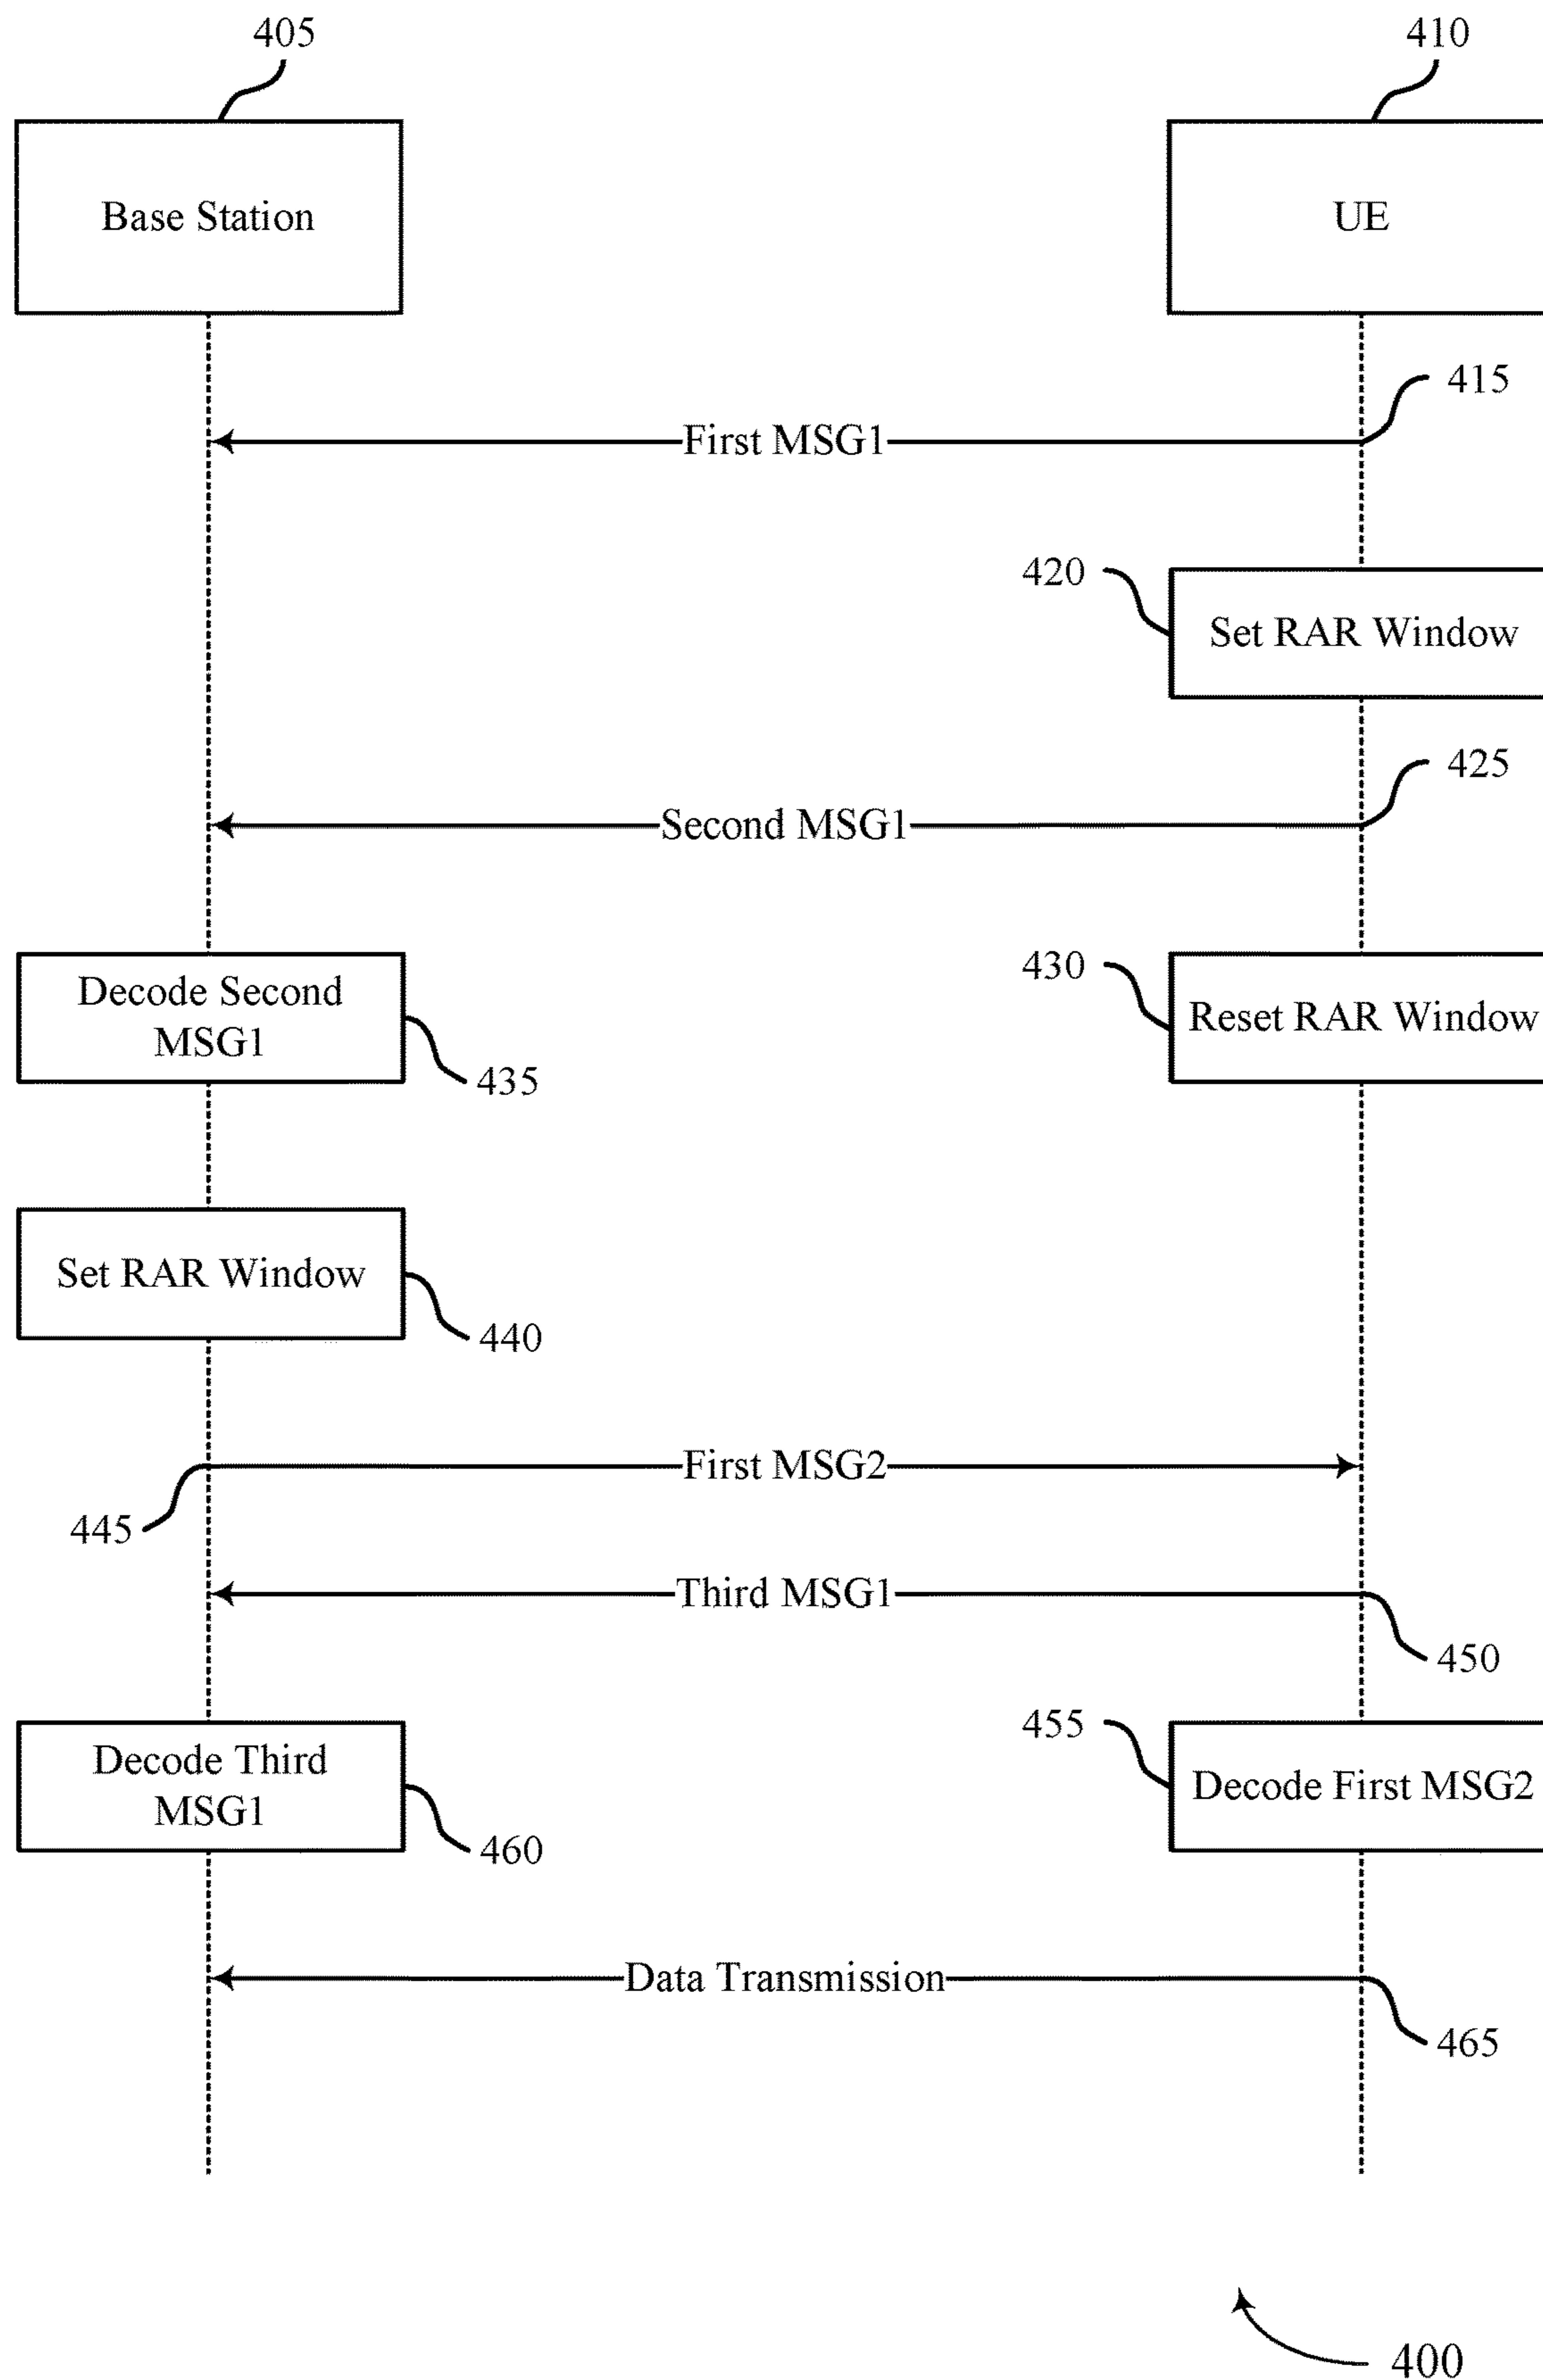 405
410
Base Station
UE
415
First MSG1
420
Set RAR Window
425
Second MSG1
Decode Second
MSG1
435
430
Reset RAR Window
Set RAR Window
440
First MSG2
445
Third MSG1
450
Decode Third
MSG1
460
455
Decode First MSG2
Data Transmission
465
400